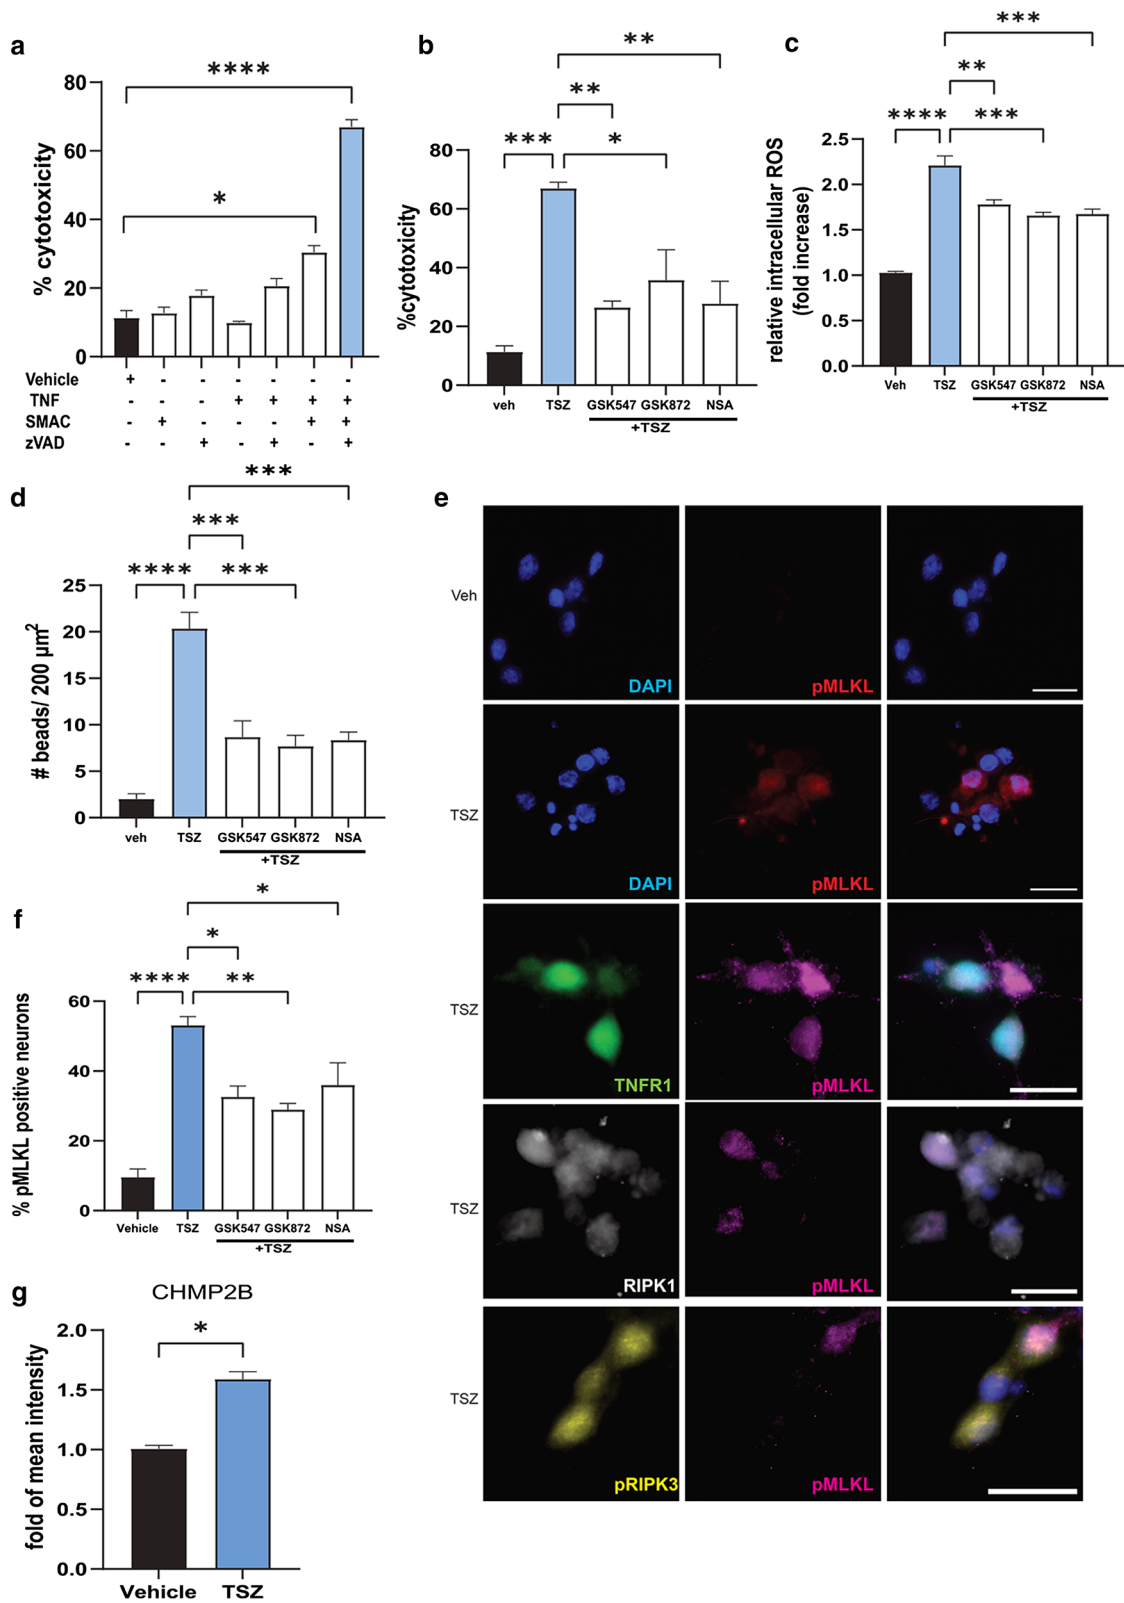 a
****
*
% cytotoxicity
80
60
40
20
0
Vehicle + - - - - - -
TNF - - - + + + +
SMAC - + - - - + +
zVAD - - + - + - +
b
**
**
*** *
%cytotoxicity
80
60
40
20
0
veh TSZ GSK547 GSK872 NSA
+TSZ
c
***
**
**** ***
relative intracellular ROS
(fold increase)
2.5
2.0
1.5
1.0
0.5
0.0
Veh TSZ GSK547 GSK872 NSA
+TSZ
d
***
***
**** ***
# beads/ 200 µm2
25
20
15
10
5
0
veh TSZ GSK547 GSK872 NSA
+TSZ
e
Veh
DAPI pMLKL
TSZ
DAPI pMLKL
TSZ
TNFR1 pMLKL
TSZ
RIPK1 pMLKL
TSZ
pRIPK3 pMLKL
f
*
*
**** **
% pMLKL positive neurons
60
40
20
0
Vehicle TSZ GSK547 GSK872 NSA
+TSZ
g
CHMP2B
*
fold of mean intensity
2.0
1.5
1.0
0.5
0.0
Vehicle TSZ